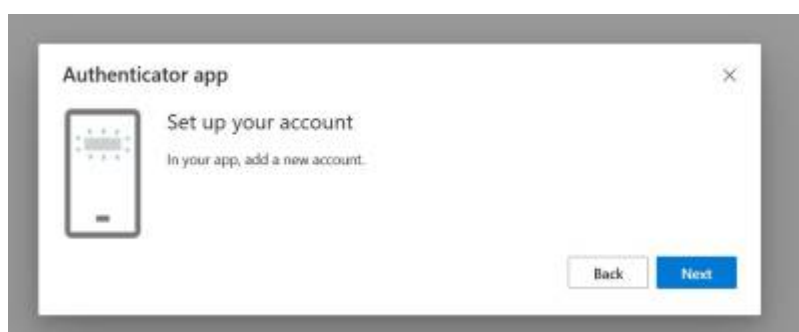 Authenticator app
Set up your account
In your app, add a new account.
Back
Next